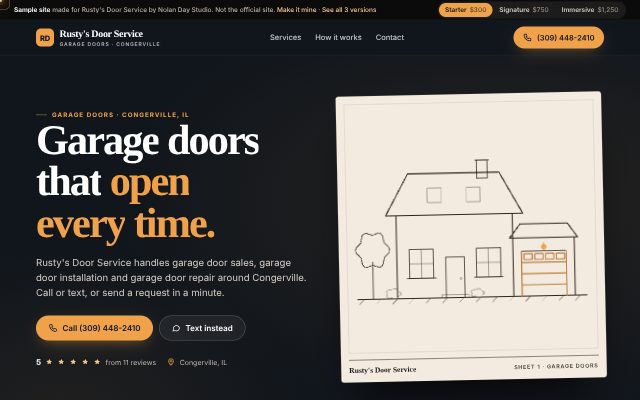 Sample site made for Rusty's Door Service by Nolan Day Studio. Not the official site. Make it mine · See all 3 versions
Starter $300 Signature $750 Immersive $1,250
RD Rusty's Door Service
GARAGE DOORS · CONGERVILLE
Services How it works Contact
(309) 448-2410
GARAGE DOORS · CONGERVILLE, IL
Garage doors
that open
every time.
Rusty's Door Service handles garage door sales, garage
door installation and garage door repair around Congerville.
Call or text, or send a request in a minute.
Call (309) 448-2410 Text instead
5 ★ ★ ★ ★ ★ from 11 reviews Congerville, IL
Rusty's Door Service SHEET 1 · GARAGE DOORS